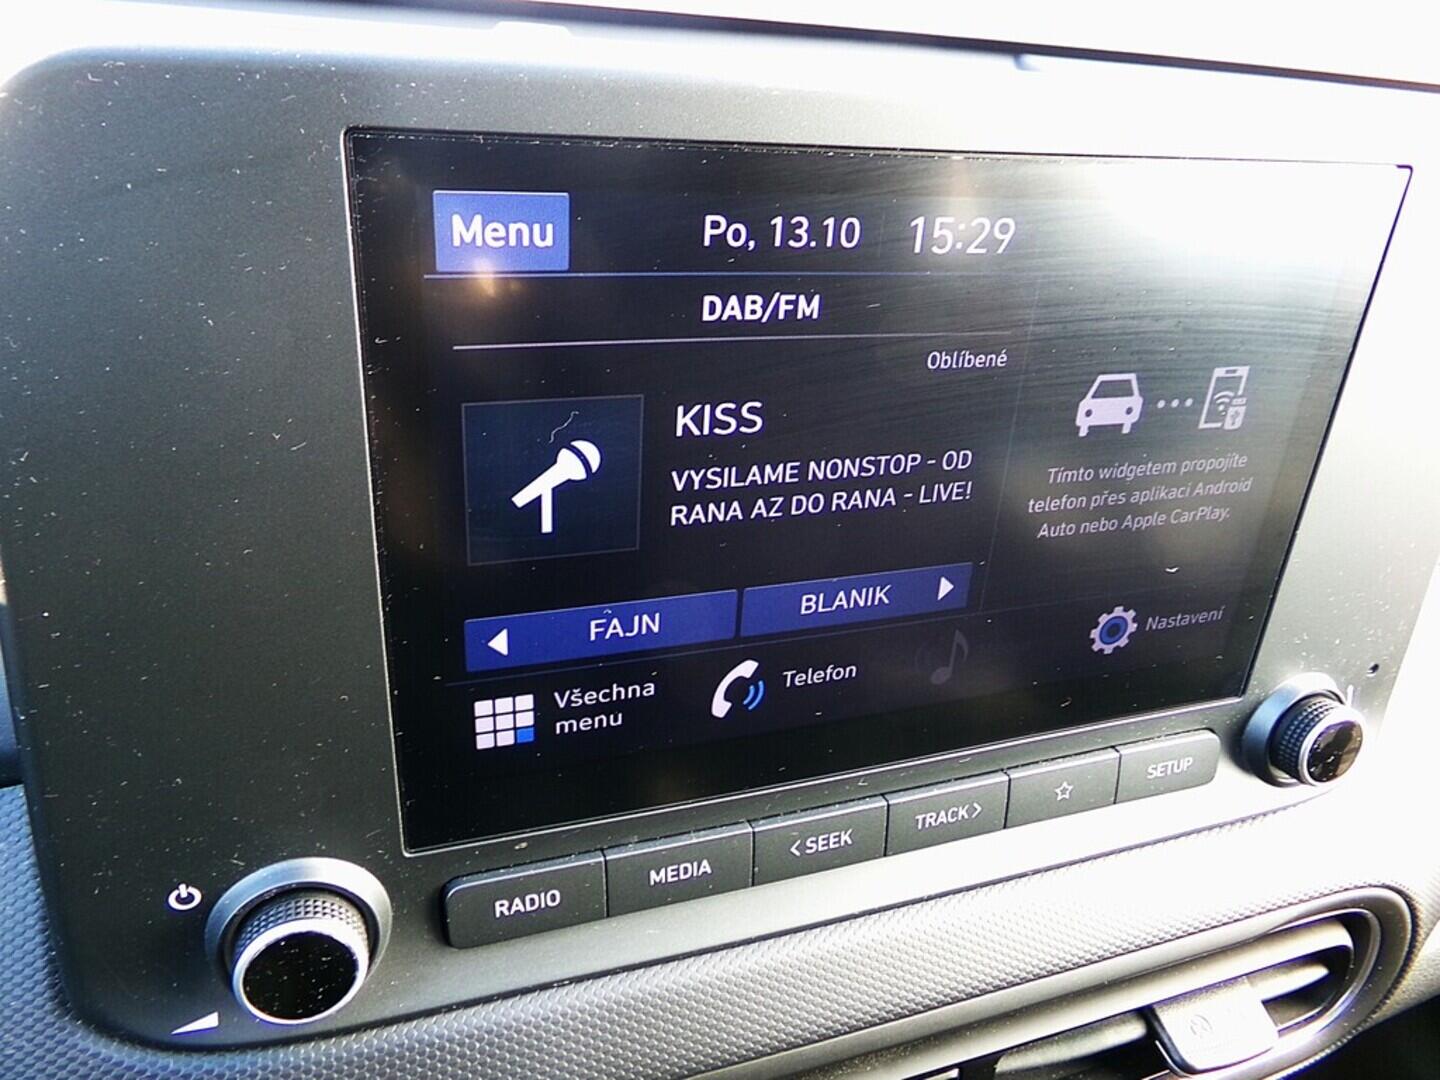 Menu
Po, 13.10
15:29
DAB/FM
Oblíbené
KISS
VYSILAME NONSTOP - OD
RANA AZ DO RANA - LIVE!
Tímto widgetem propojíte
telefon přes aplikaci Android
Auto nebo Apple CarPlay.
FAJN
BLANIK
Všechna
menu
Telefon
Nastavení
RADIO
MEDIA
< SEEK
TRACK >
SETUP